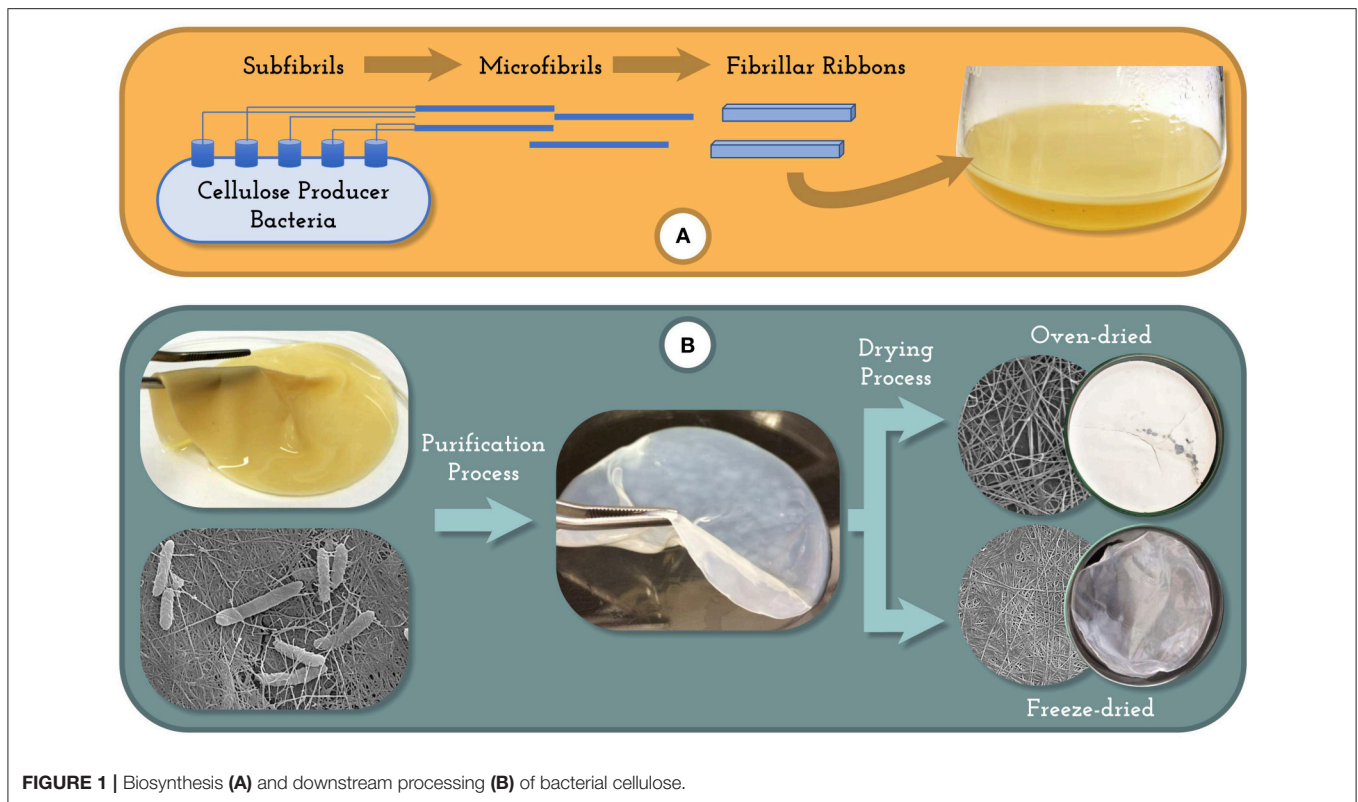 Subfibrils
Microfibrils
Fibrillar Ribbons
Cellulose Producer
Bacteria
A
B
Purification
Process
Drying
Process
Oven-dried
Freeze-dried
FIGURE 1 | Biosynthesis (A) and downstream processing (B) of bacterial cellulose.